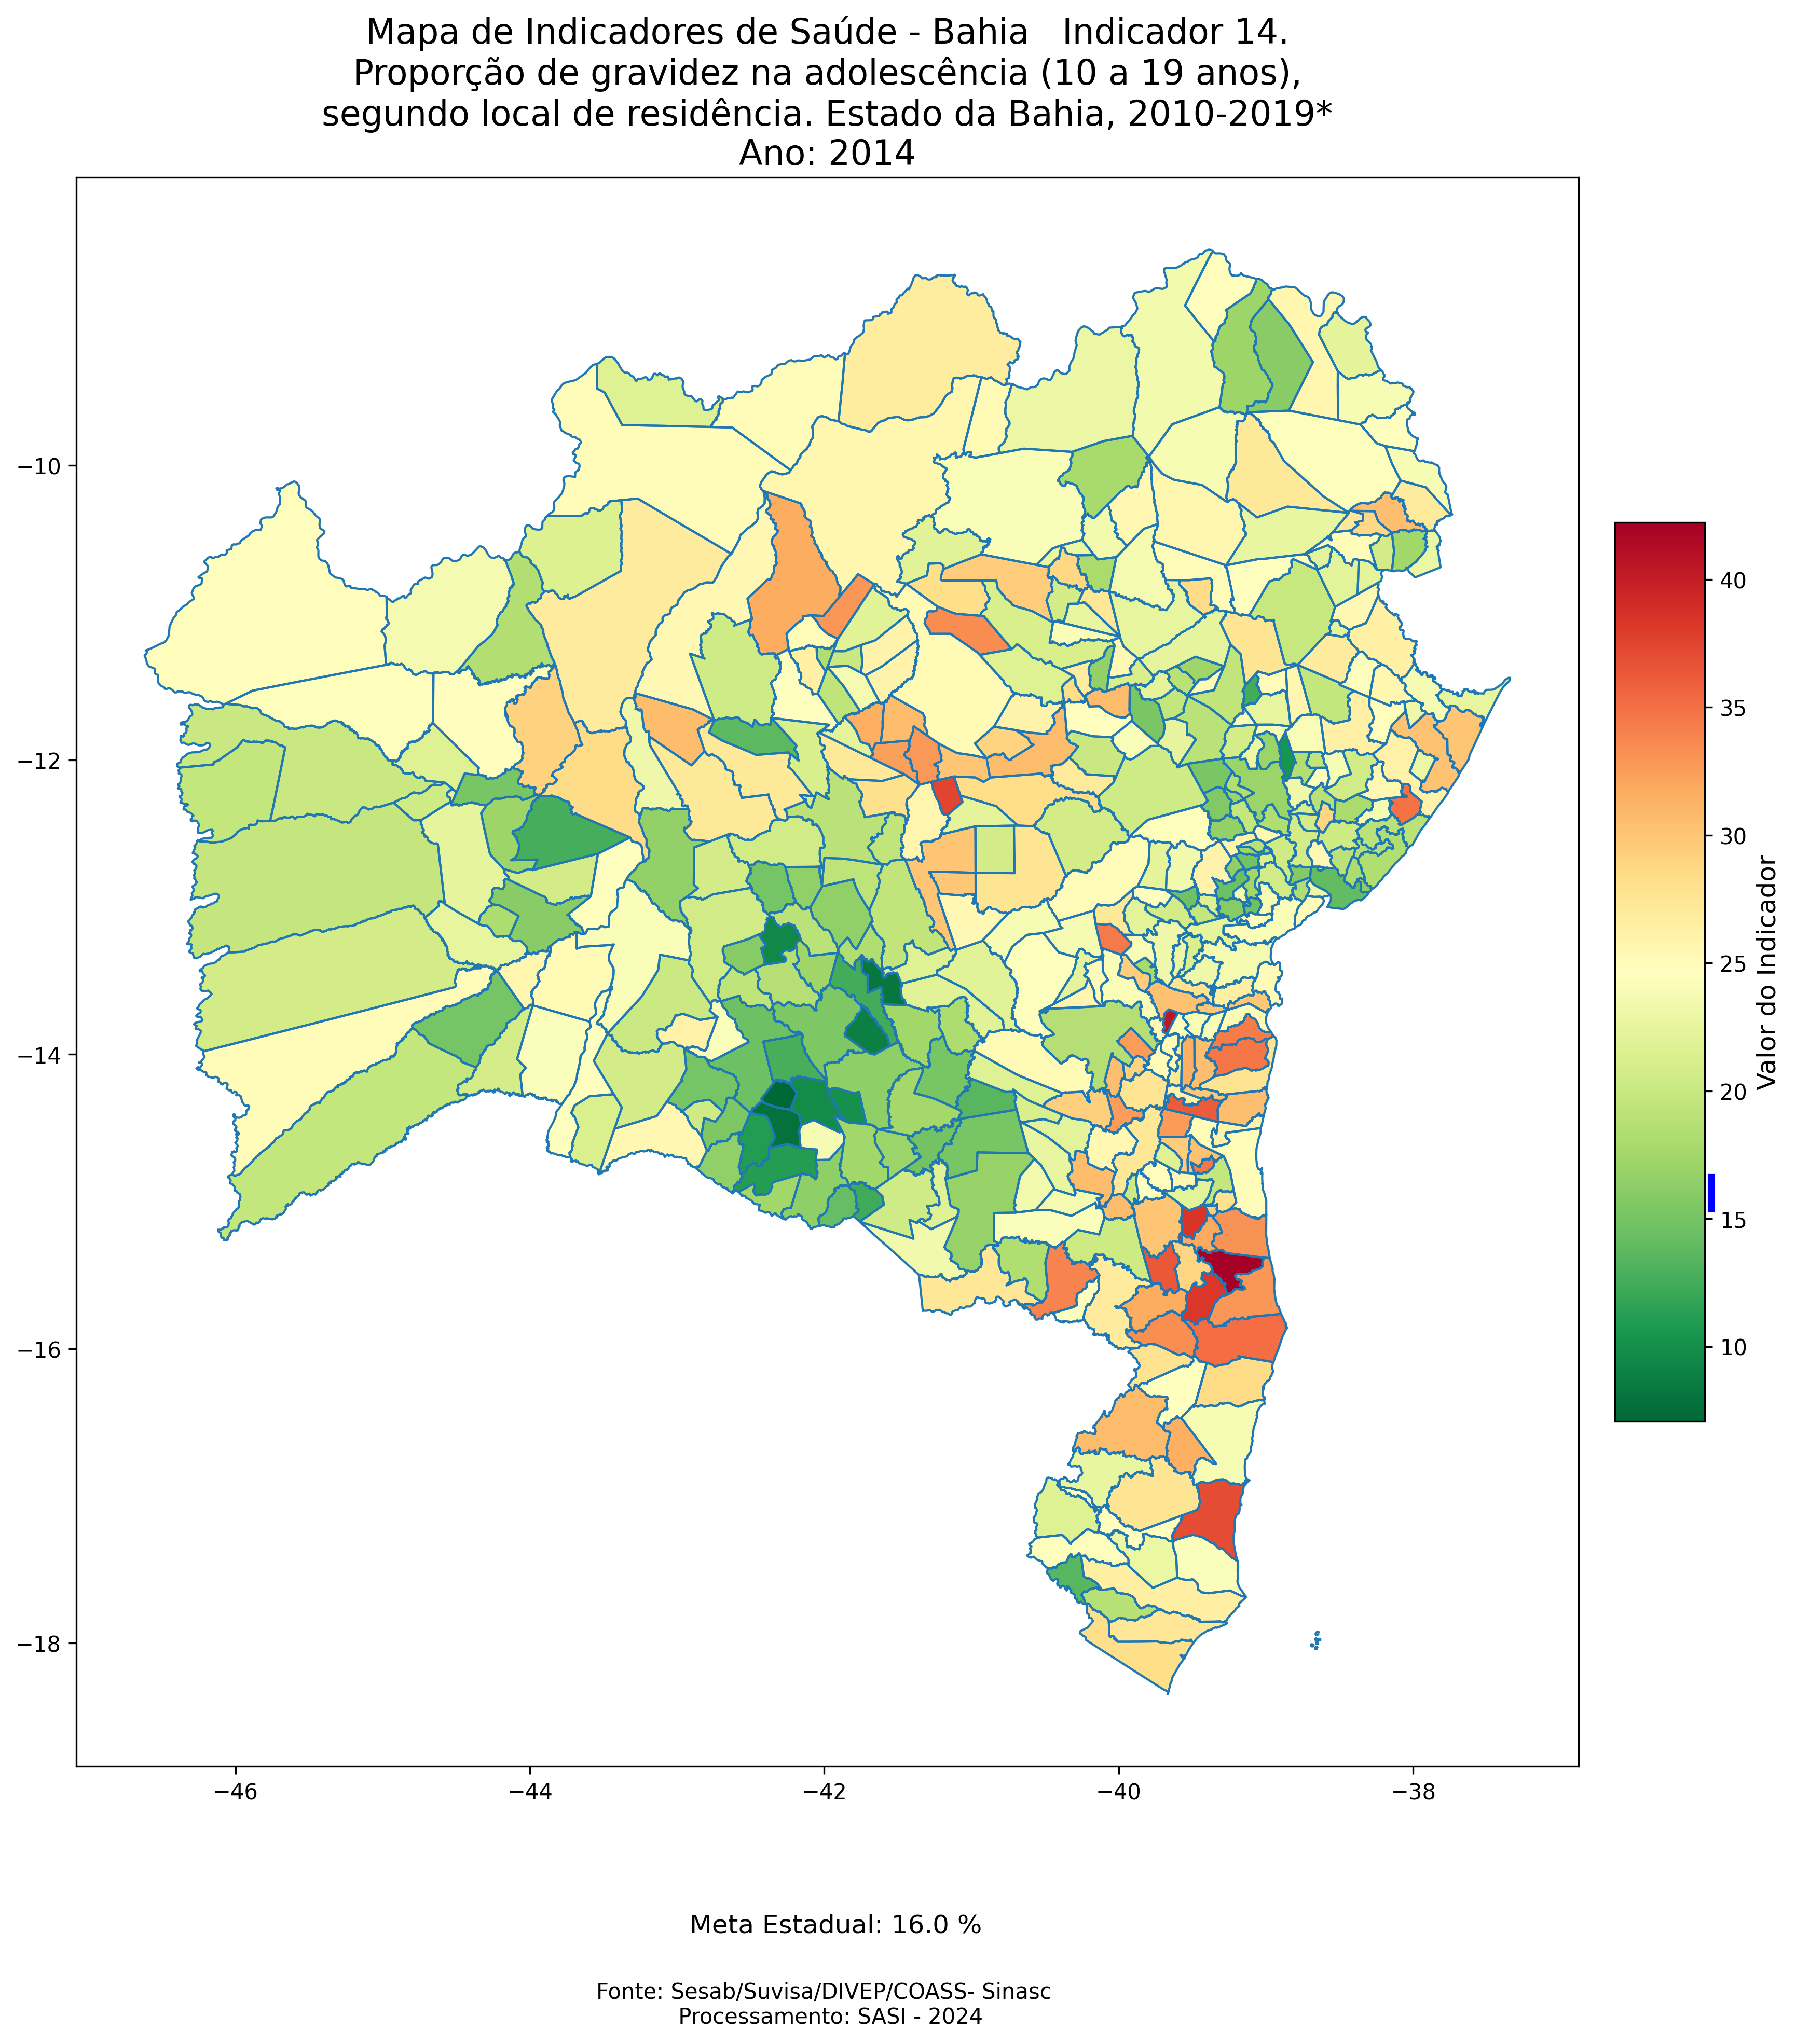 Mapa de Indicadores de Saúde - Bahia   Indicador 14.
Proporção de gravidez na adolescência (10 a 19 anos),
segundo local de residência. Estado da Bahia, 2010-2019*
Ano: 2014
−10
−12
−14
−16
−18
−46
−44
−42
−40
−38
40
35
30
25
20
15
10
Valor do Indicador
Meta Estadual: 16.0 %
Fonte: Sesab/Suvisa/DIVEP/COASS- Sinasc
Processamento: SASI - 2024